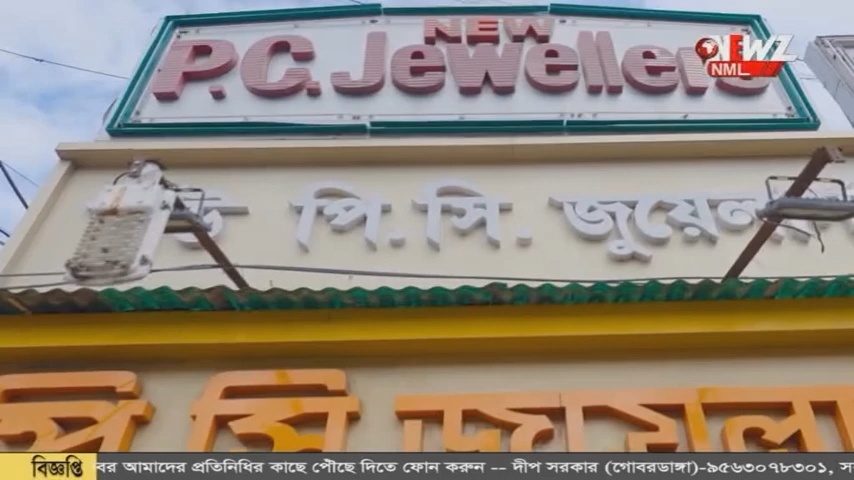 NEW
P.C. Jewellers
NEWZ
NML
উ পি. সি. জুয়েলা
পি সি জুয়েলা
বিজ্ঞপ্তি
বর আমাদের প্রতিনিধির কাছে পৌছে দিতে ফোন করুন -- দীপ সরকার (গোবরডাঙ্গা)-৯৫৬৩০৭৮৩০১, স